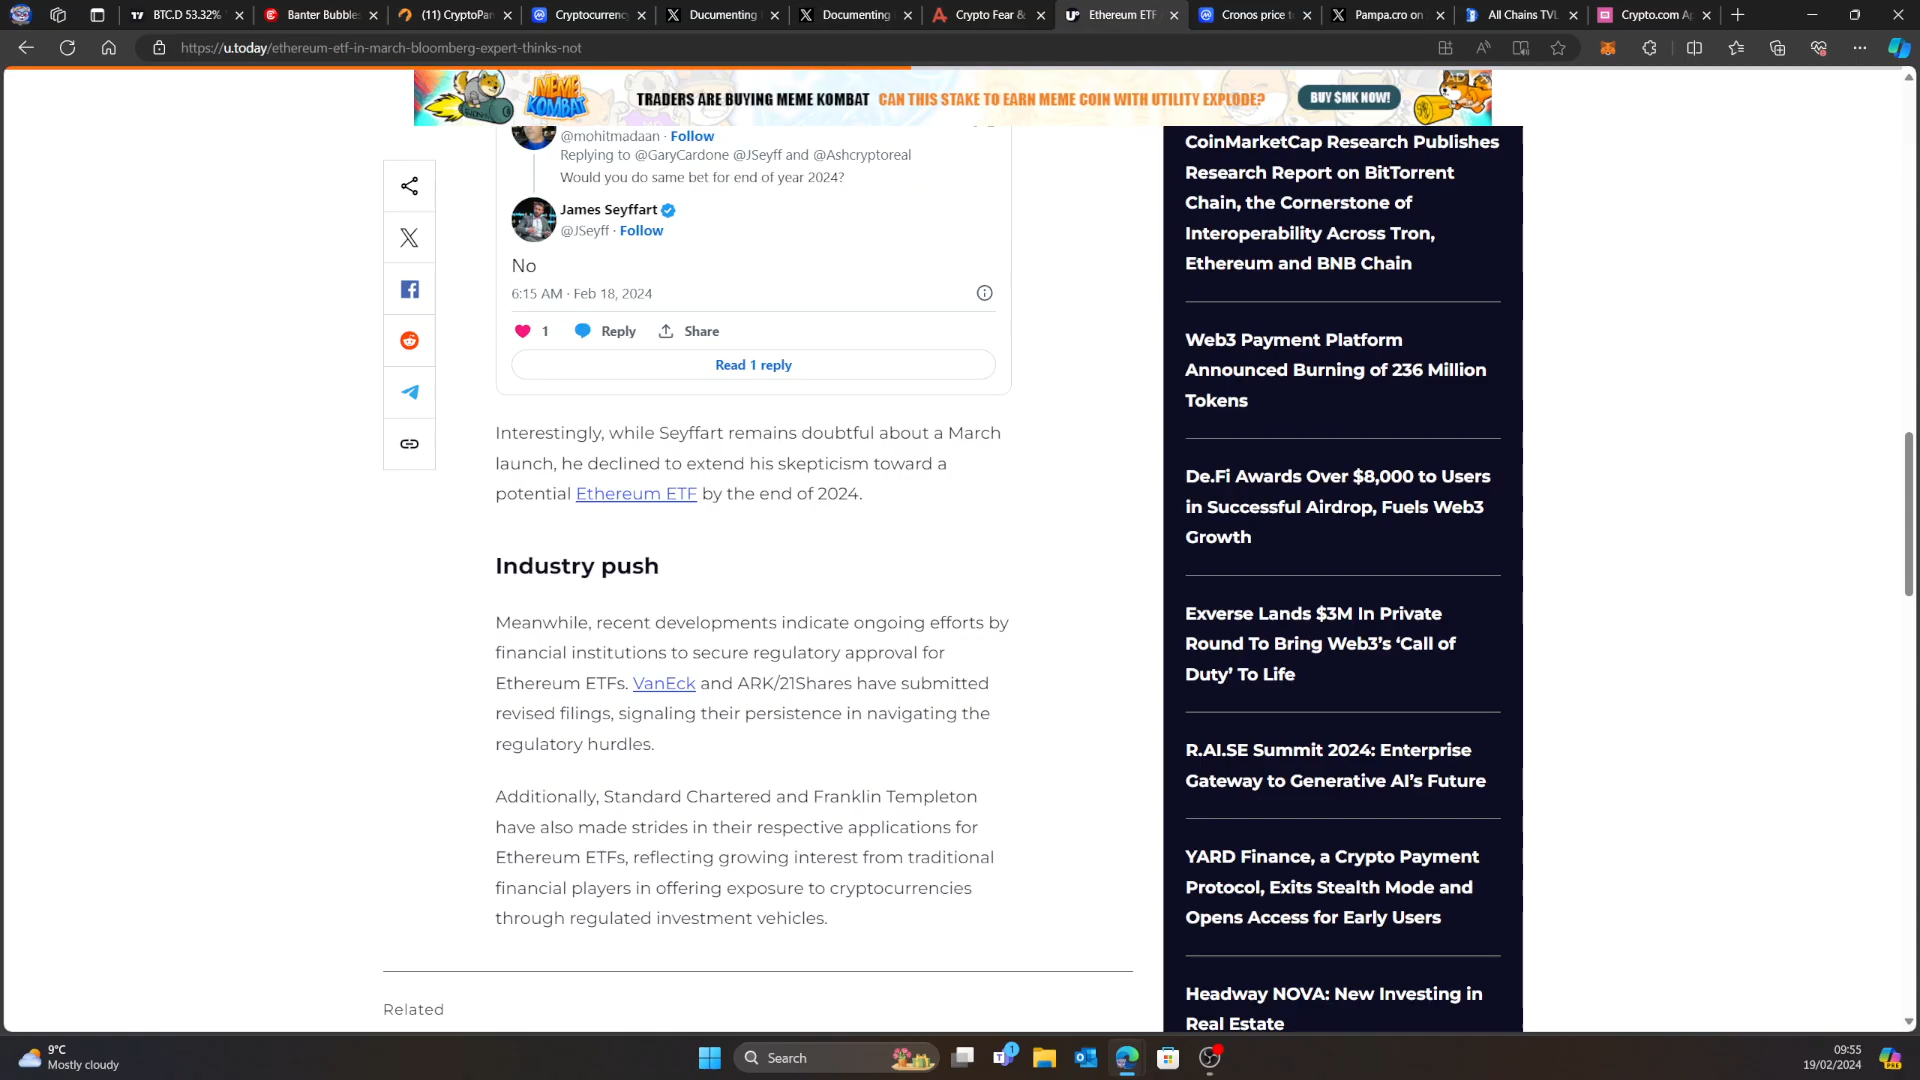 BTC.D 53.32%
Banter Bubbles
(11) CryptoPan
Cryptocurrency
Ducumenting
Documenting
Crypto Fear &
Ethereum ETF
Cronos price to
Pampa.cro on
All Chains TVL
Crypto.com Ap
https://u.today/ethereum-etf-in-march-bloomberg-expert-thinks-not
MEME KOMBAT
TRADERS ARE BUYING MEME KOMBAT CAN THIS STAKE TO EARN MEME COIN WITH UTILITY EXPLODE?
BUY $MK NOW!
AD
@mohitmadaan · Follow
Replying to @GaryCardone @JSeyff and @Ashcryptoreal
Would you do same bet for end of year 2024?
James Seyffart
@JSeyff · Follow
No
6:15 AM · Feb 18, 2024
1 Reply Share
Read 1 reply
Interestingly, while Seyffart remains doubtful about a March
launch, he declined to extend his skepticism toward a
potential Ethereum ETF by the end of 2024.
Industry push
Meanwhile, recent developments indicate ongoing efforts by
financial institutions to secure regulatory approval for
Ethereum ETFs. VanEck and ARK/21Shares have submitted
revised filings, signaling their persistence in navigating the
regulatory hurdles.
Additionally, Standard Chartered and Franklin Templeton
have also made strides in their respective applications for
Ethereum ETFs, reflecting growing interest from traditional
financial players in offering exposure to cryptocurrencies
through regulated investment vehicles.
Related
CoinMarketCap Research Publishes
Research Report on BitTorrent
Chain, the Cornerstone of
Interoperability Across Tron,
Ethereum and BNB Chain
Web3 Payment Platform
Announced Burning of 236 Million
Tokens
De.Fi Awards Over $8,000 to Users
in Successful Airdrop, Fuels Web3
Growth
Exverse Lands $3M In Private
Round To Bring Web3's ‘Call of
Duty’ To Life
R.AI.SE Summit 2024: Enterprise
Gateway to Generative AI's Future
YARD Finance, a Crypto Payment
Protocol, Exits Stealth Mode and
Opens Access for Early Users
Headway NOVA: New Investing in
Real Estate
9°C
Mostly cloudy
Search
1
09:55
19/02/2024
PRE